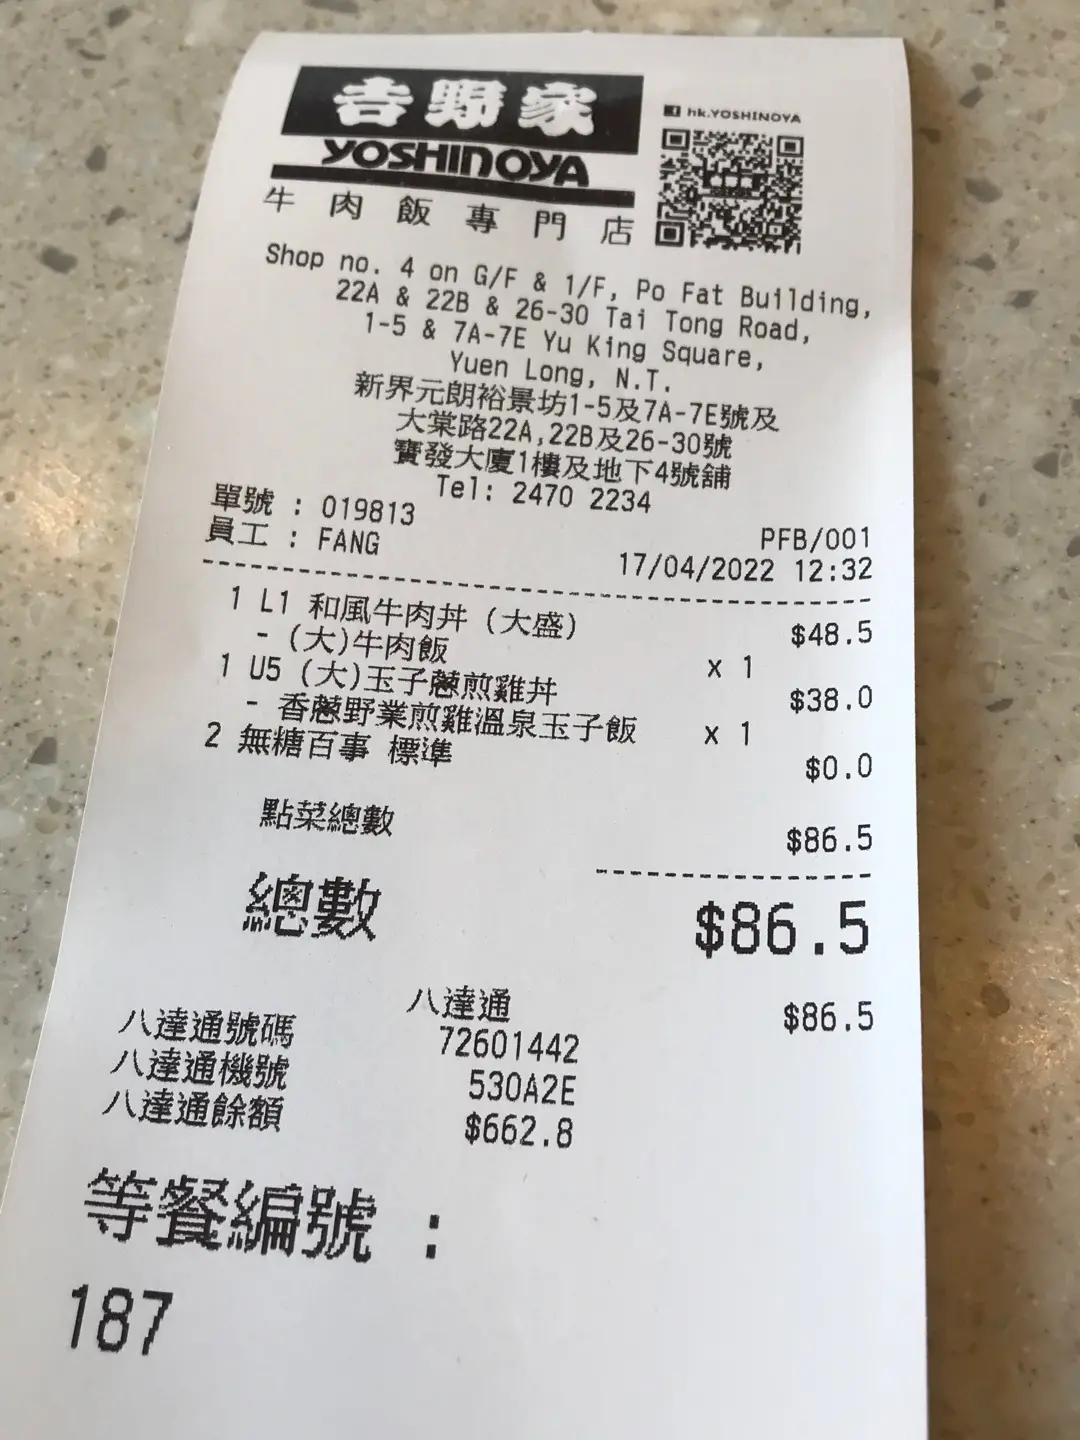 吉野家
YOSHINOYA
hk.YOSHINOYA
牛肉飯專門店
Shop no. 4 on G/F & 1/F, Po Fat Building,
22A & 22B & 26-30 Tai Tong Road,
1-5 & 7A-7E Yu King Square,
Yuen Long, N.T.
新界元朗裕景坊1-5及7A-7E號及
大棠路22A,22B及26-30號
寶發大廈1樓及地下4號舖
Tel: 2470 2234
單號 : 019813 PFB/001
員工 : FANG 17/04/2022 12:32
1 L1 和風牛肉丼 (大盛) $48.5
- (大)牛肉飯 x 1
1 U5 (大)玉子蔥煎雞丼 $38.0
- 香蔥野業煎雞溫泉玉子飯 x 1
2 無糖百事 標準 $0.0
點菜總數 $86.5
總數 $86.5
八達通 $86.5
八達通號碼 72601442
八達通機號 530A2E
八達通餘額 $662.8
等餐編號 :
187